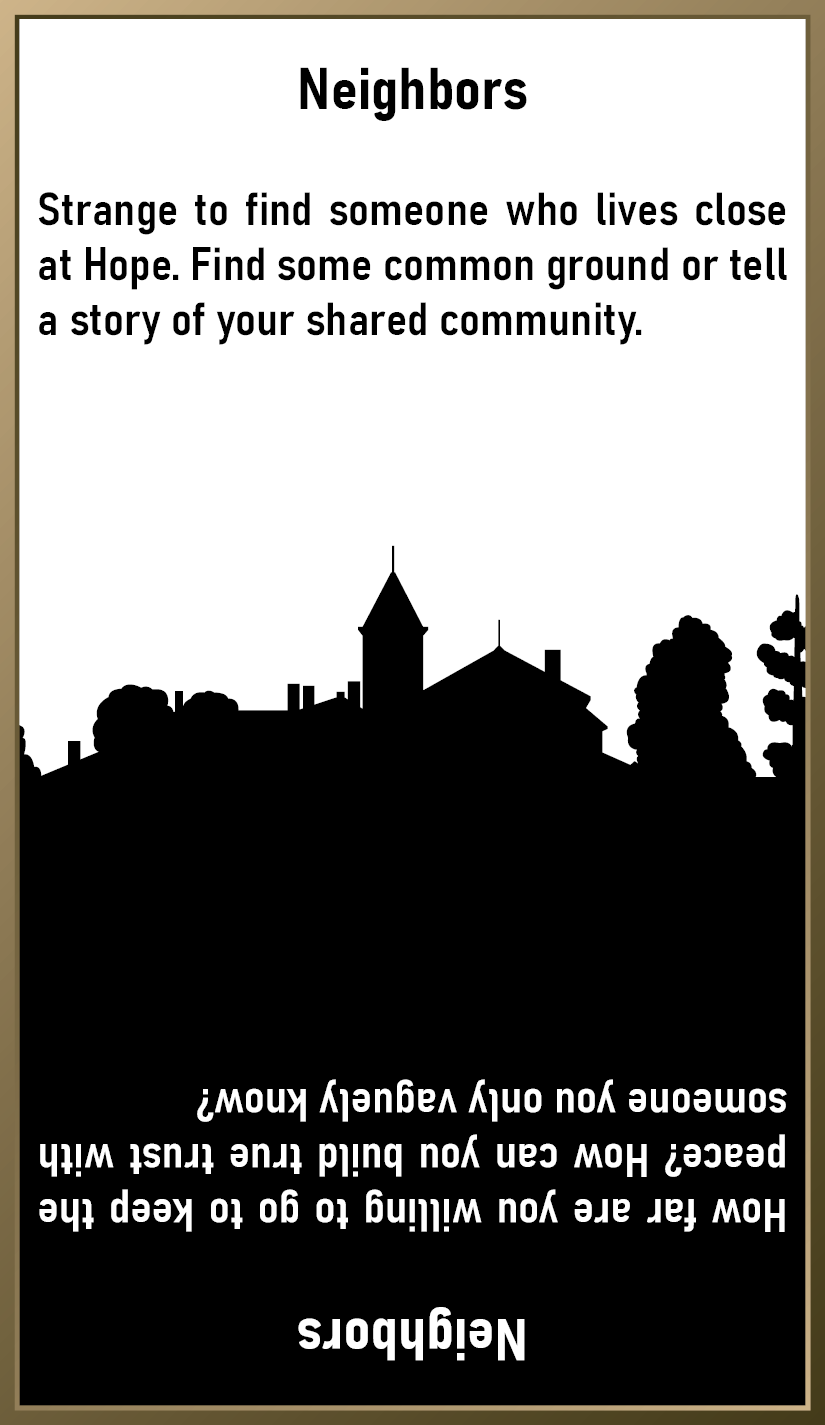 Neighbors
Strange to find someone who lives close
at Hope. Find some common ground or tell
a story of your shared community.
Neighbors
How far are you willing to go to keep the
peace? How can you build true trust with
someone you only vaguely know?